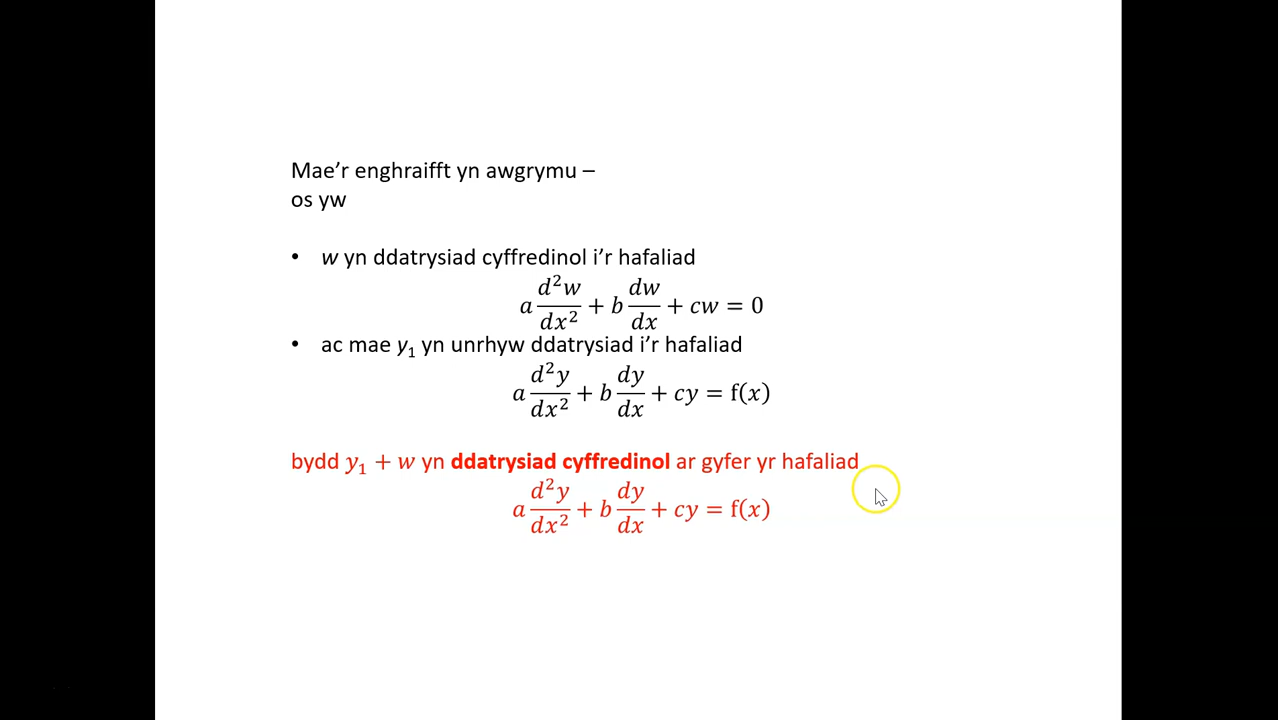 Mae’r enghraifft yn awgrymu –
os yw
• w yn ddatrysiad cyffredinol i’r hafaliad
a d²w/dx² + b dw/dx + cw = 0
• ac mae y₁ yn unrhyw ddatrysiad i’r hafaliad
a d²y/dx² + b dy/dx + cy = f(x)
bydd y₁ + w yn ddatrysiad cyffredinol ar gyfer yr hafaliad
a d²y/dx² + b dy/dx + cy = f(x)